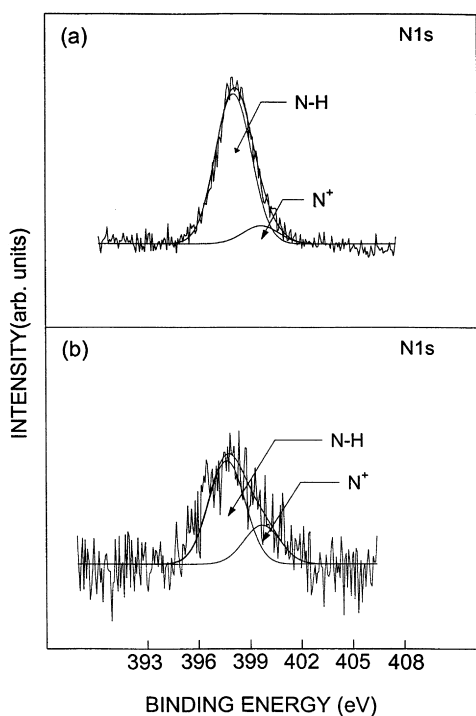 (a)
N1s
N-H
N+
(b)
N1s
N-H
N+
INTENSITY(arb. units)
393 396 399 402 405 408
BINDING ENERGY (eV)